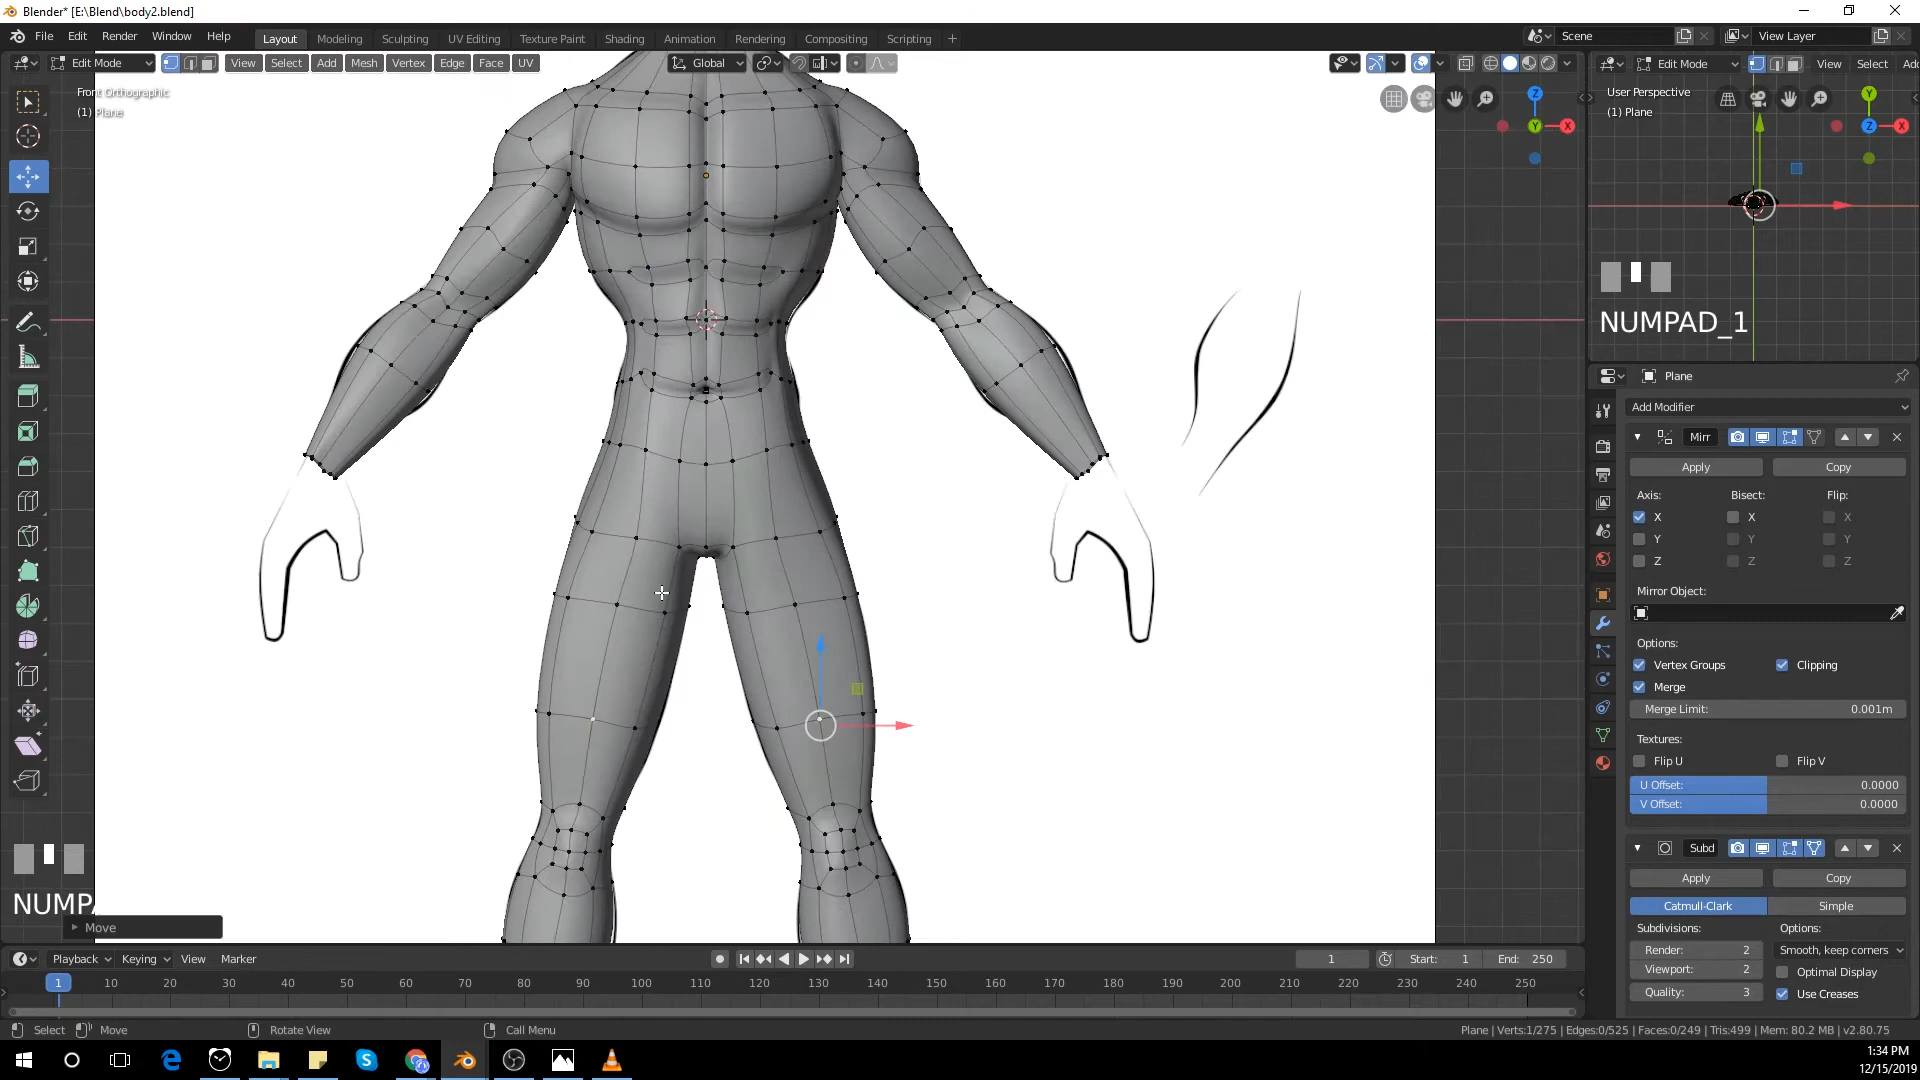 Blender* [E:\Blend\body2.blend]
File Edit Render Window Help
Layout Modeling Sculpting UV Editing Texture Paint Shading Animation Rendering Compositing Scripting +
Scene
View Layer
Edit Mode
View Select Add Mesh Vertex Edge Face UV
Global
Edit Mode
View Select Ad
Front Orthographic
(1) Plane
User Perspective
(1) Plane
Z
Y
X
Y
Z
X
NUMPAD_1
Plane
Add Modifier
Mirr
Apply
Copy
Axis:
Bisect:
Flip:
X
X
X
Y
Y
Y
Z
Z
Z
Mirror Object:
Options:
Vertex Groups
Clipping
Merge
Merge Limit: 0.001m
Textures:
Flip U
Flip V
U Offset: 0.0000
V Offset: 0.0000
Subd
Apply
Copy
Catmull-Clark
Simple
Subdivisions:
Options:
Render: 2
Smooth, keep corners
Viewport: 2
Optimal Display
Quality: 3
Use Creases
NUMPA
Move
Playback Keying View Marker
1
Start: 1
End: 250
1 10 20 30 40 50 60 70 80 90 100 110 120 130 140 150 160 170 180 190 200 210 220 230 240 250
Select
Move
Rotate View
Call Menu
Plane | Verts:1/275 | Edges:0/525 | Faces:0/249 | Tris:499 | Mem: 80.2 MB | v2.80.75
1:34 PM
12/15/2019